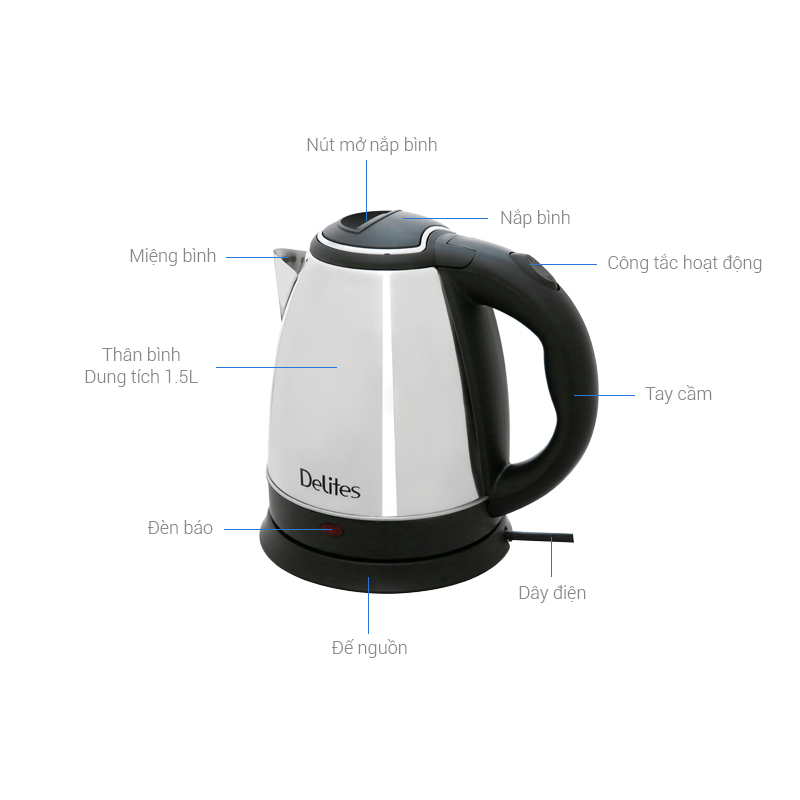 Nút mở nắp bình
Nắp bình
Miệng bình
Công tắc hoạt động
Thân bình
Dung tích 1.5L
Tay cầm
Delites
Đèn báo
Dây điện
Đế nguồn